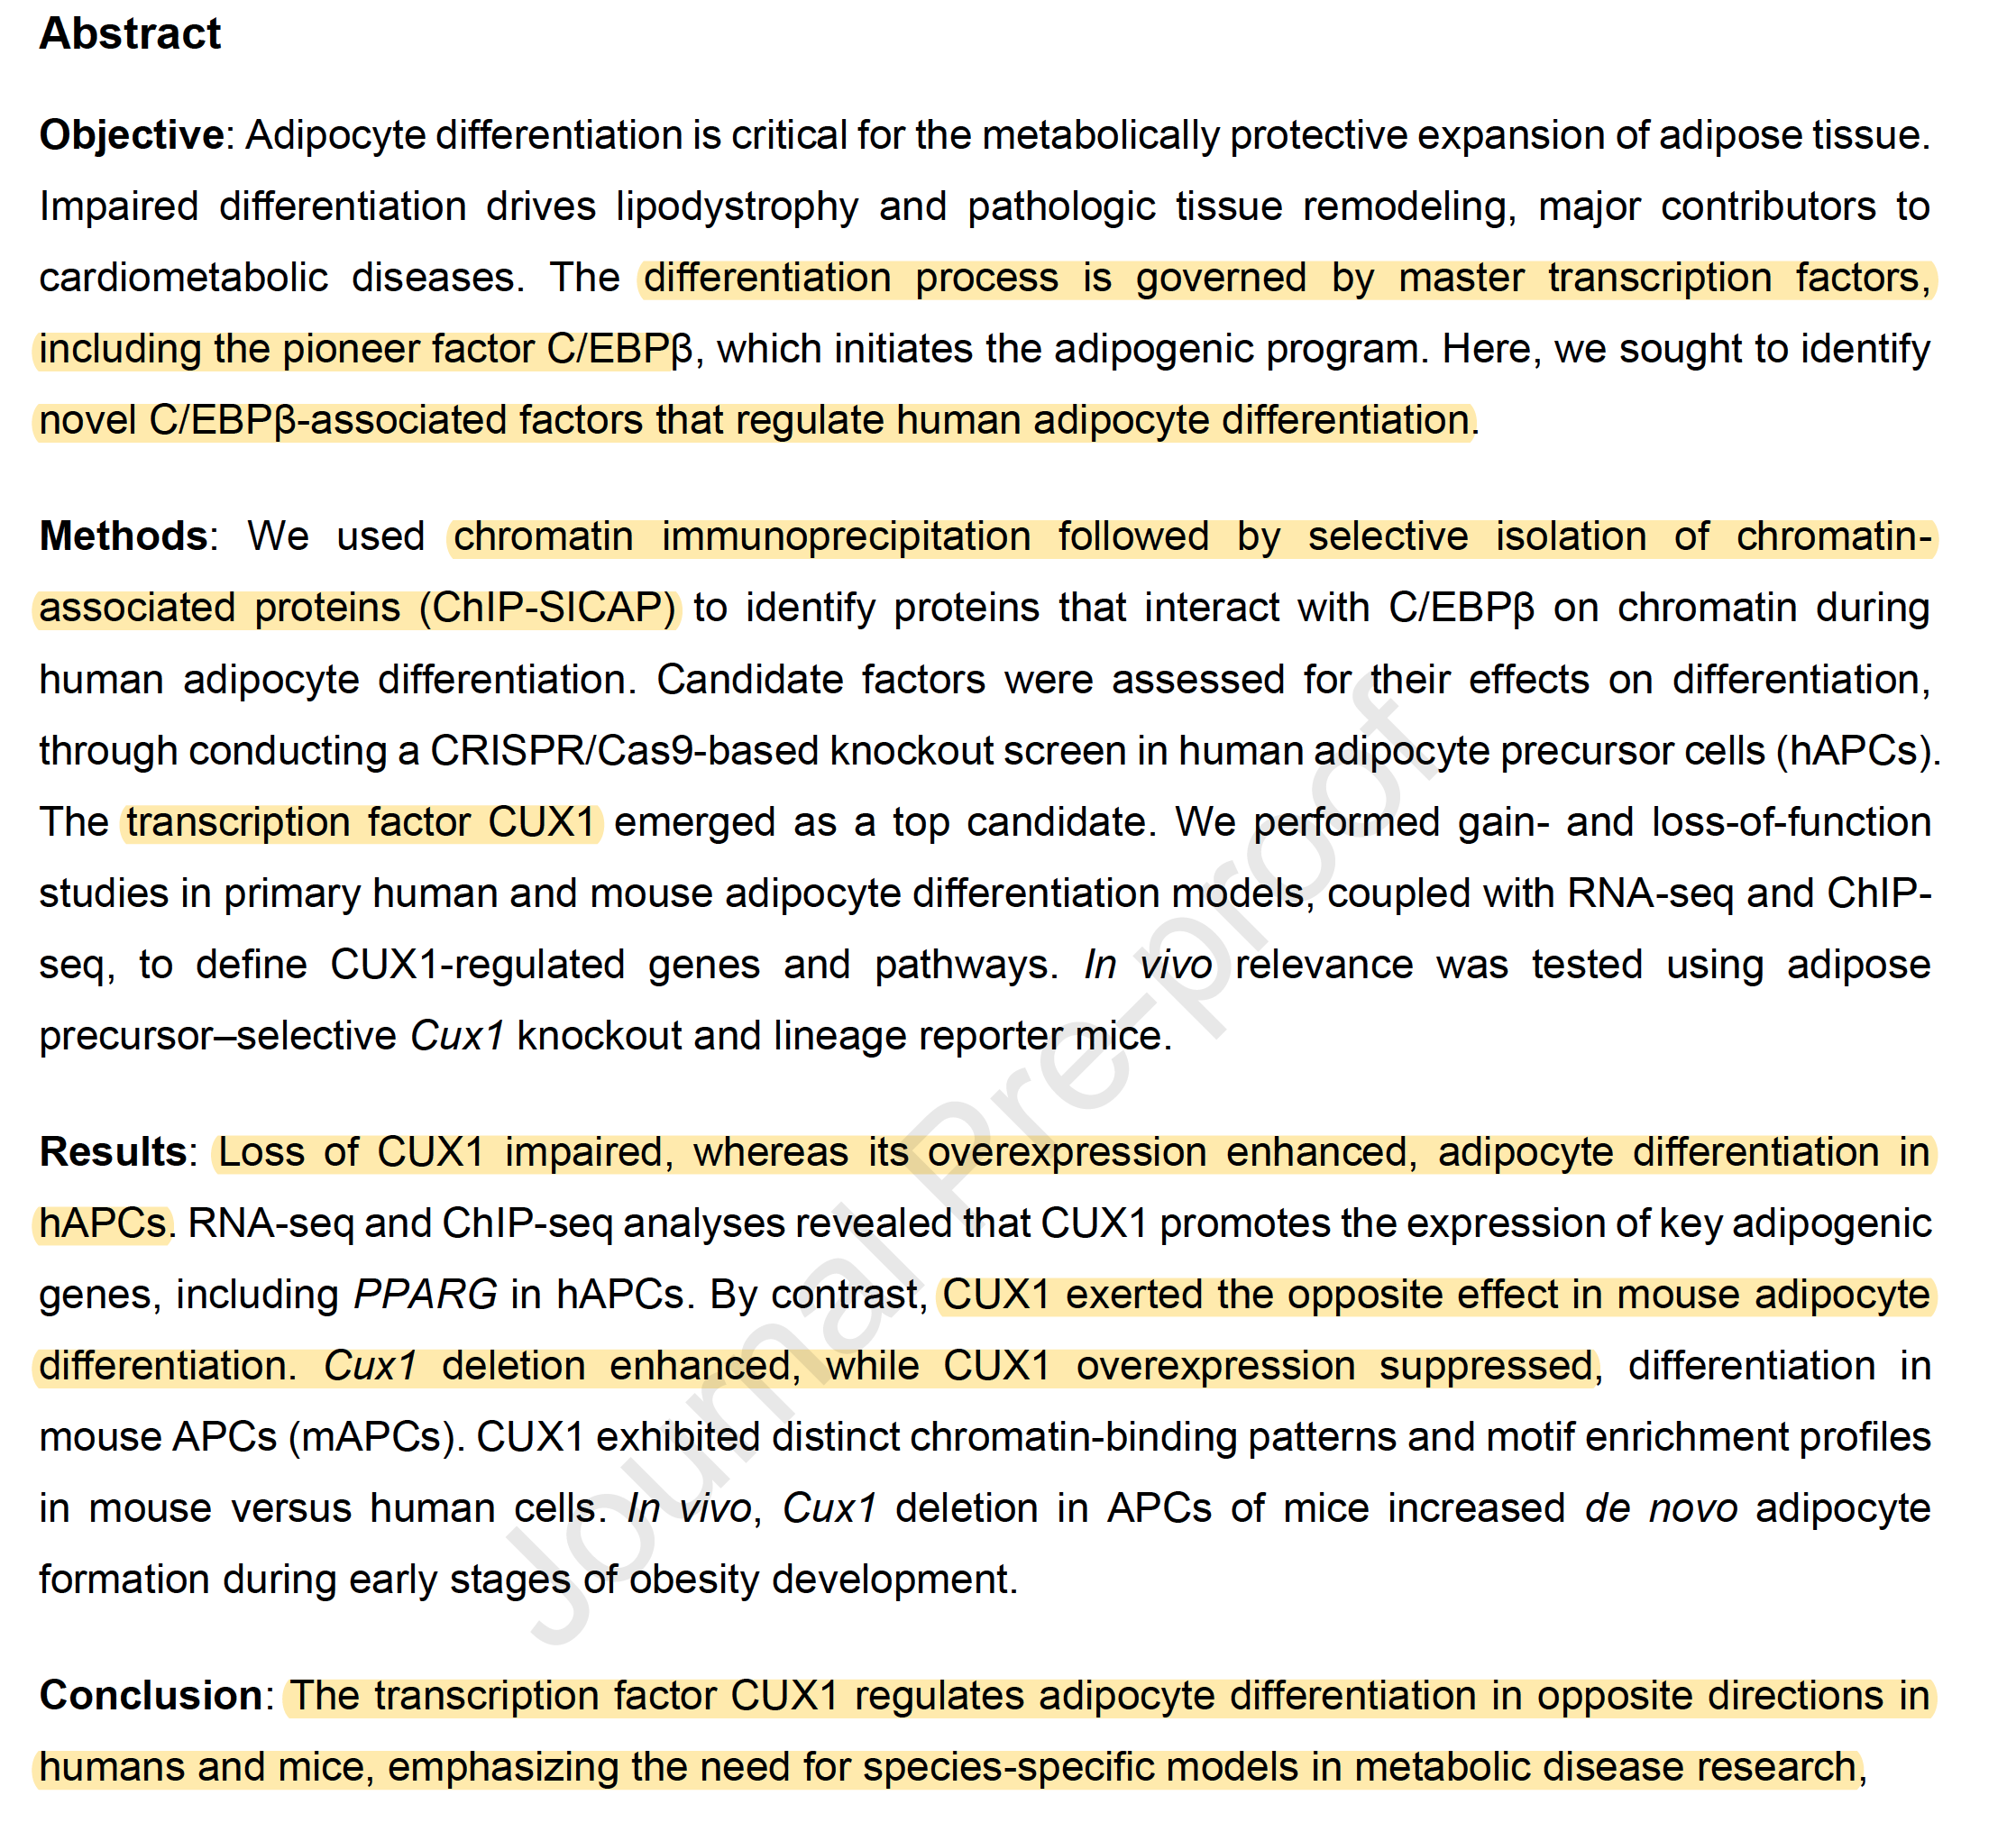 Abstract
Objective: Adipocyte differentiation is critical for the metabolically protective expansion of adipose tissue.
Impaired differentiation drives lipodystrophy and pathologic tissue remodeling, major contributors to
cardiometabolic diseases. The differentiation process is governed by master transcription factors,
including the pioneer factor C/EBPβ, which initiates the adipogenic program. Here, we sought to identify
novel C/EBPβ-associated factors that regulate human adipocyte differentiation.
Methods: We used chromatin immunoprecipitation followed by selective isolation of chromatin-
associated proteins (ChIP-SICAP) to identify proteins that interact with C/EBPβ on chromatin during
human adipocyte differentiation. Candidate factors were assessed for their effects on differentiation,
through conducting a CRISPR/Cas9-based knockout screen in human adipocyte precursor cells (hAPCs).
The transcription factor CUX1 emerged as a top candidate. We performed gain- and loss-of-function
studies in primary human and mouse adipocyte differentiation models, coupled with RNA-seq and ChIP-
seq, to define CUX1-regulated genes and pathways. In vivo relevance was tested using adipose
precursor–selective Cux1 knockout and lineage reporter mice.
Results: Loss of CUX1 impaired, whereas its overexpression enhanced, adipocyte differentiation in
hAPCs. RNA-seq and ChIP-seq analyses revealed that CUX1 promotes the expression of key adipogenic
genes, including PPARG in hAPCs. By contrast, CUX1 exerted the opposite effect in mouse adipocyte
differentiation. Cux1 deletion enhanced, while CUX1 overexpression suppressed, differentiation in
mouse APCs (mAPCs). CUX1 exhibited distinct chromatin-binding patterns and motif enrichment profiles
in mouse versus human cells. In vivo, Cux1 deletion in APCs of mice increased de novo adipocyte
formation during early stages of obesity development.
Conclusion: The transcription factor CUX1 regulates adipocyte differentiation in opposite directions in
humans and mice, emphasizing the need for species-specific models in metabolic disease research,
Journal Pre-proof